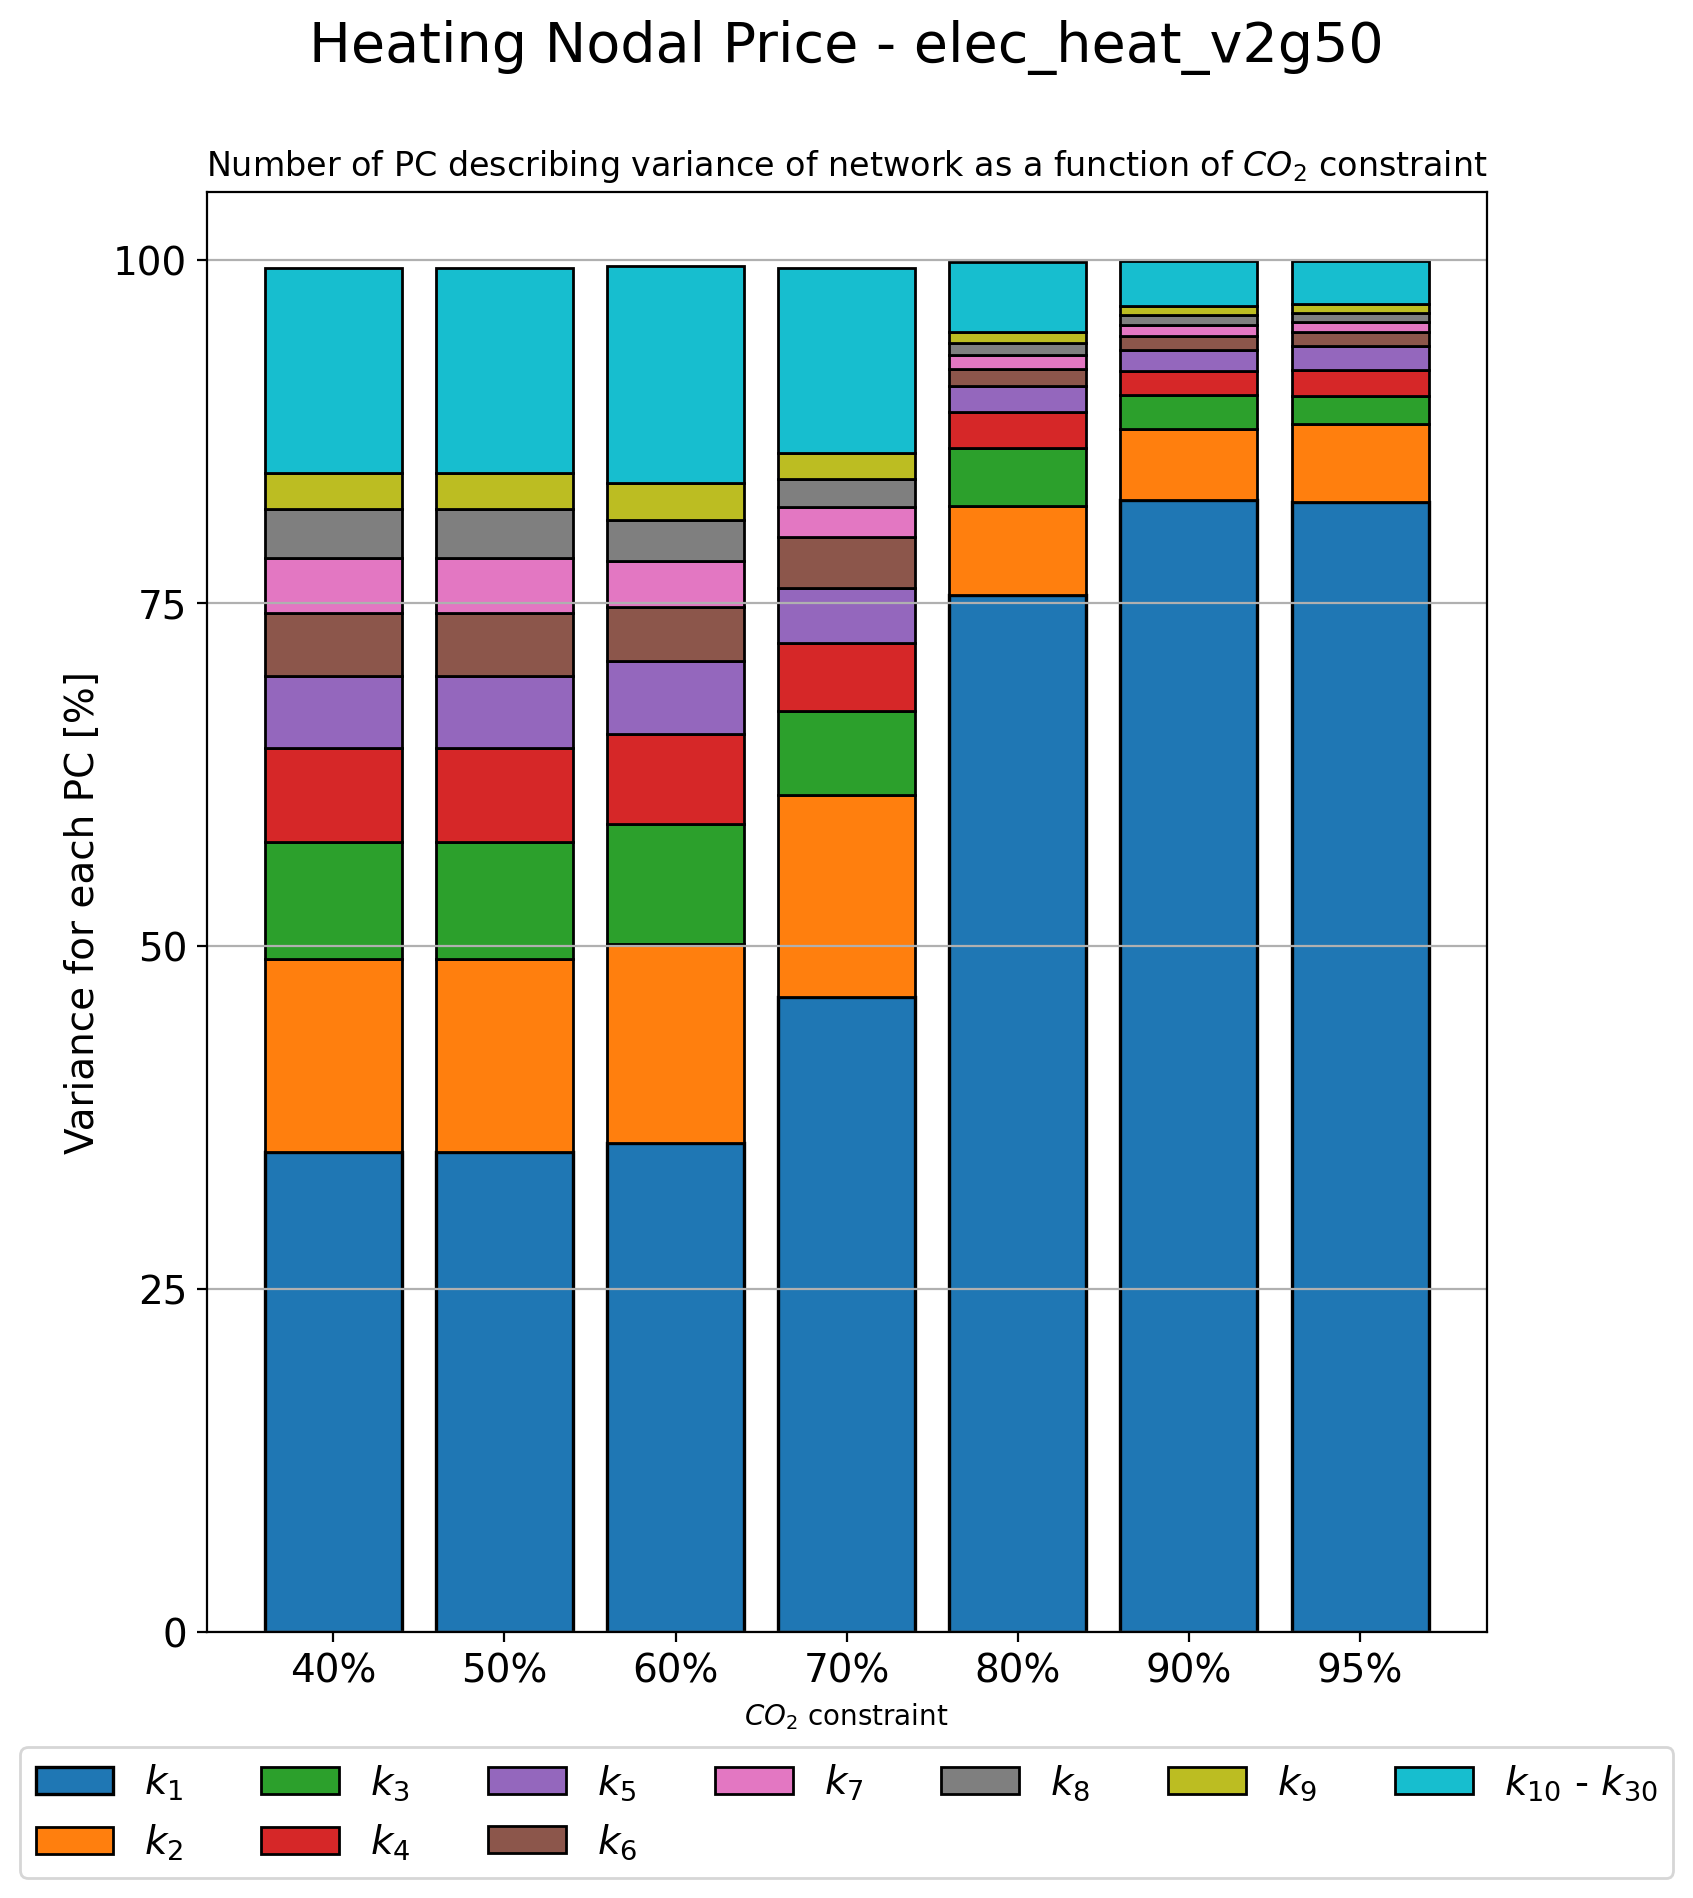 Heating Nodal Price - elec_heat_v2g50
Number of PC describing variance of network as a function of CO₂ constraint
Variance for each PC [%]
100
75
50
25
0
40% 50% 60% 70% 80% 90% 95%
CO₂ constraint
k₁ k₃ k₅ k₇ k₈ k₉ k₁₀ - k₃₀
k₂ k₄ k₆